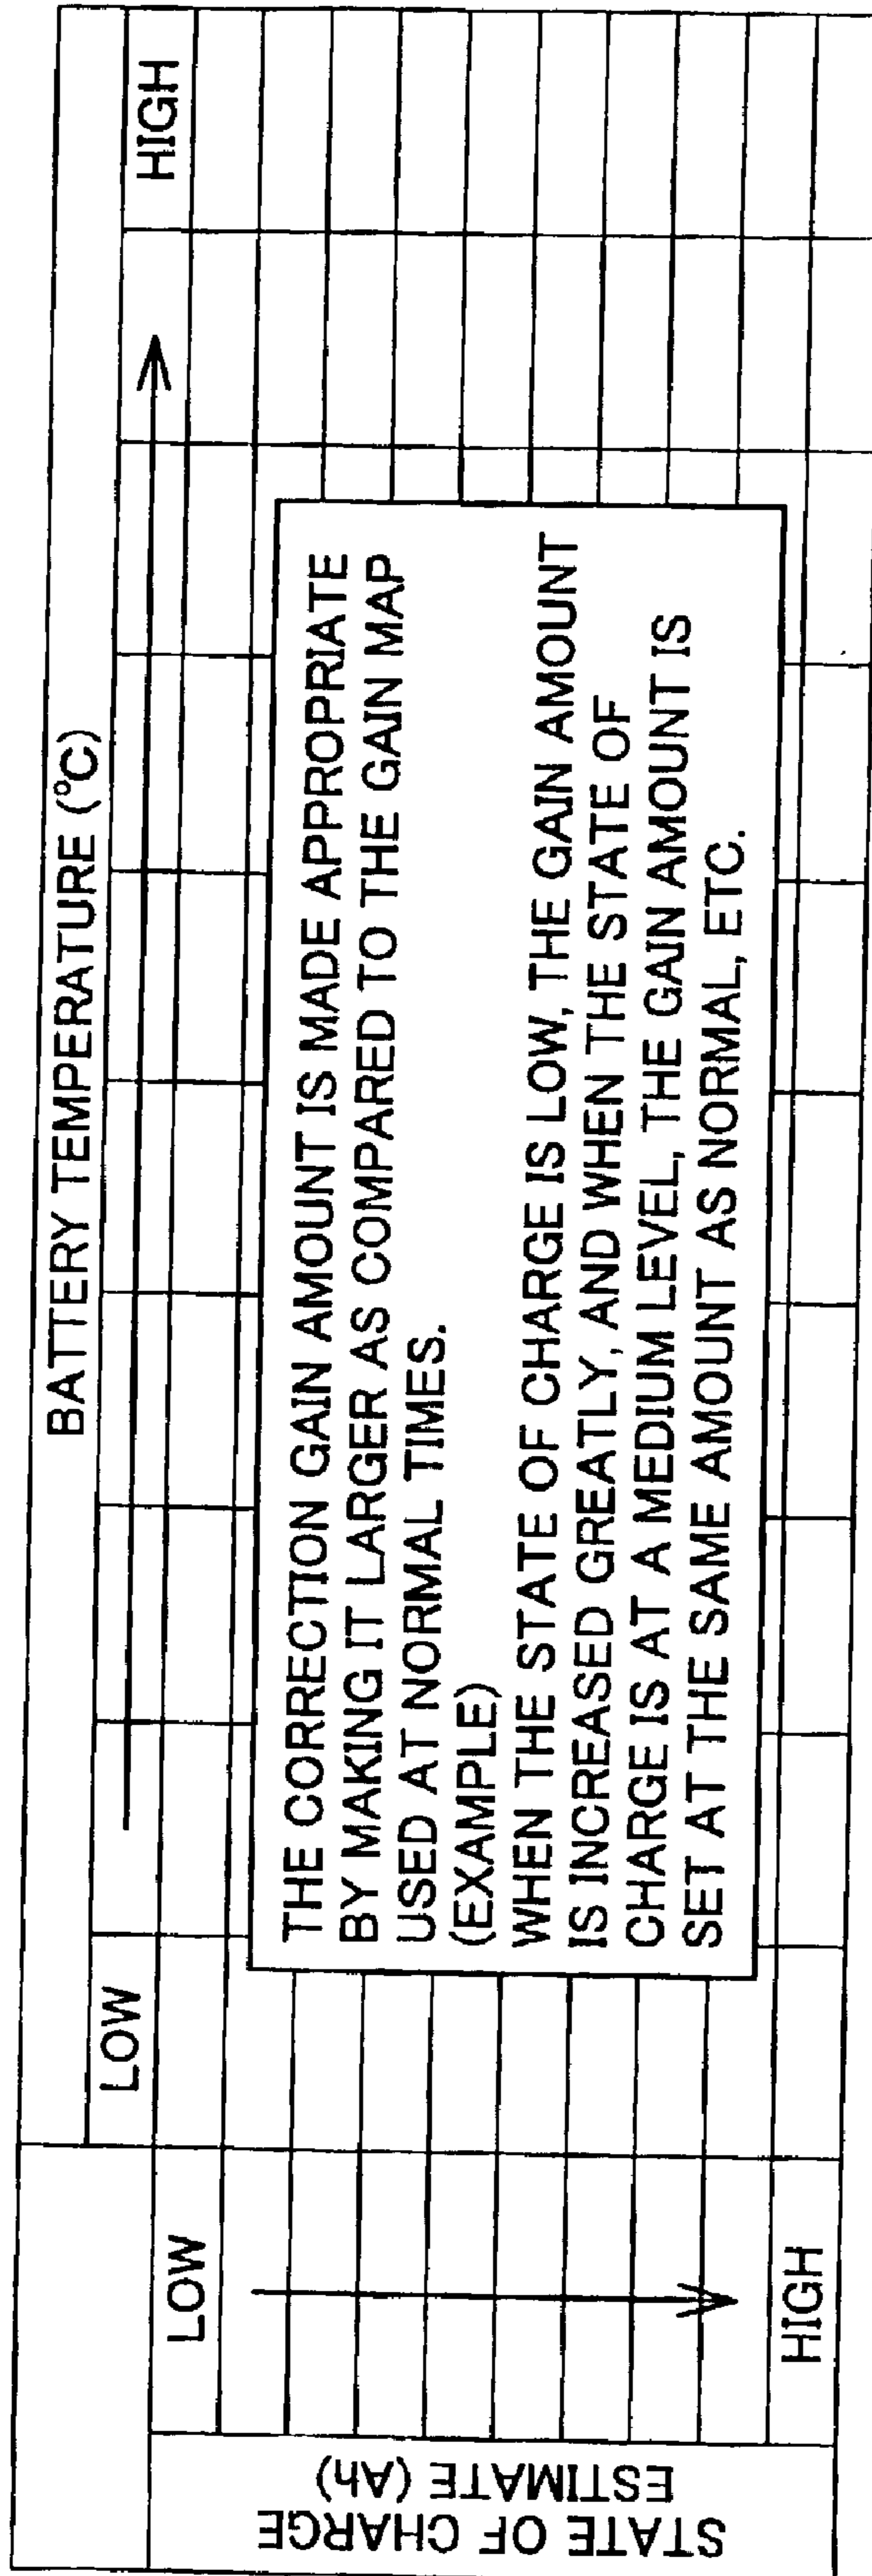 BATTERY TEMPERATURE (°C)
LOW
HIGH
STATE OF CHARGE
ESTIMATE (Ah)
LOW
HIGH
THE CORRECTION GAIN AMOUNT IS MADE APPROPRIATE
BY MAKING IT LARGER AS COMPARED TO THE GAIN MAP
USED AT NORMAL TIMES.
(EXAMPLE)
WHEN THE STATE OF CHARGE IS LOW, THE GAIN AMOUNT
IS INCREASED GREATLY, AND WHEN THE STATE OF
CHARGE IS AT A MEDIUM LEVEL, THE GAIN AMOUNT IS
SET AT THE SAME AMOUNT AS NORMAL, ETC.